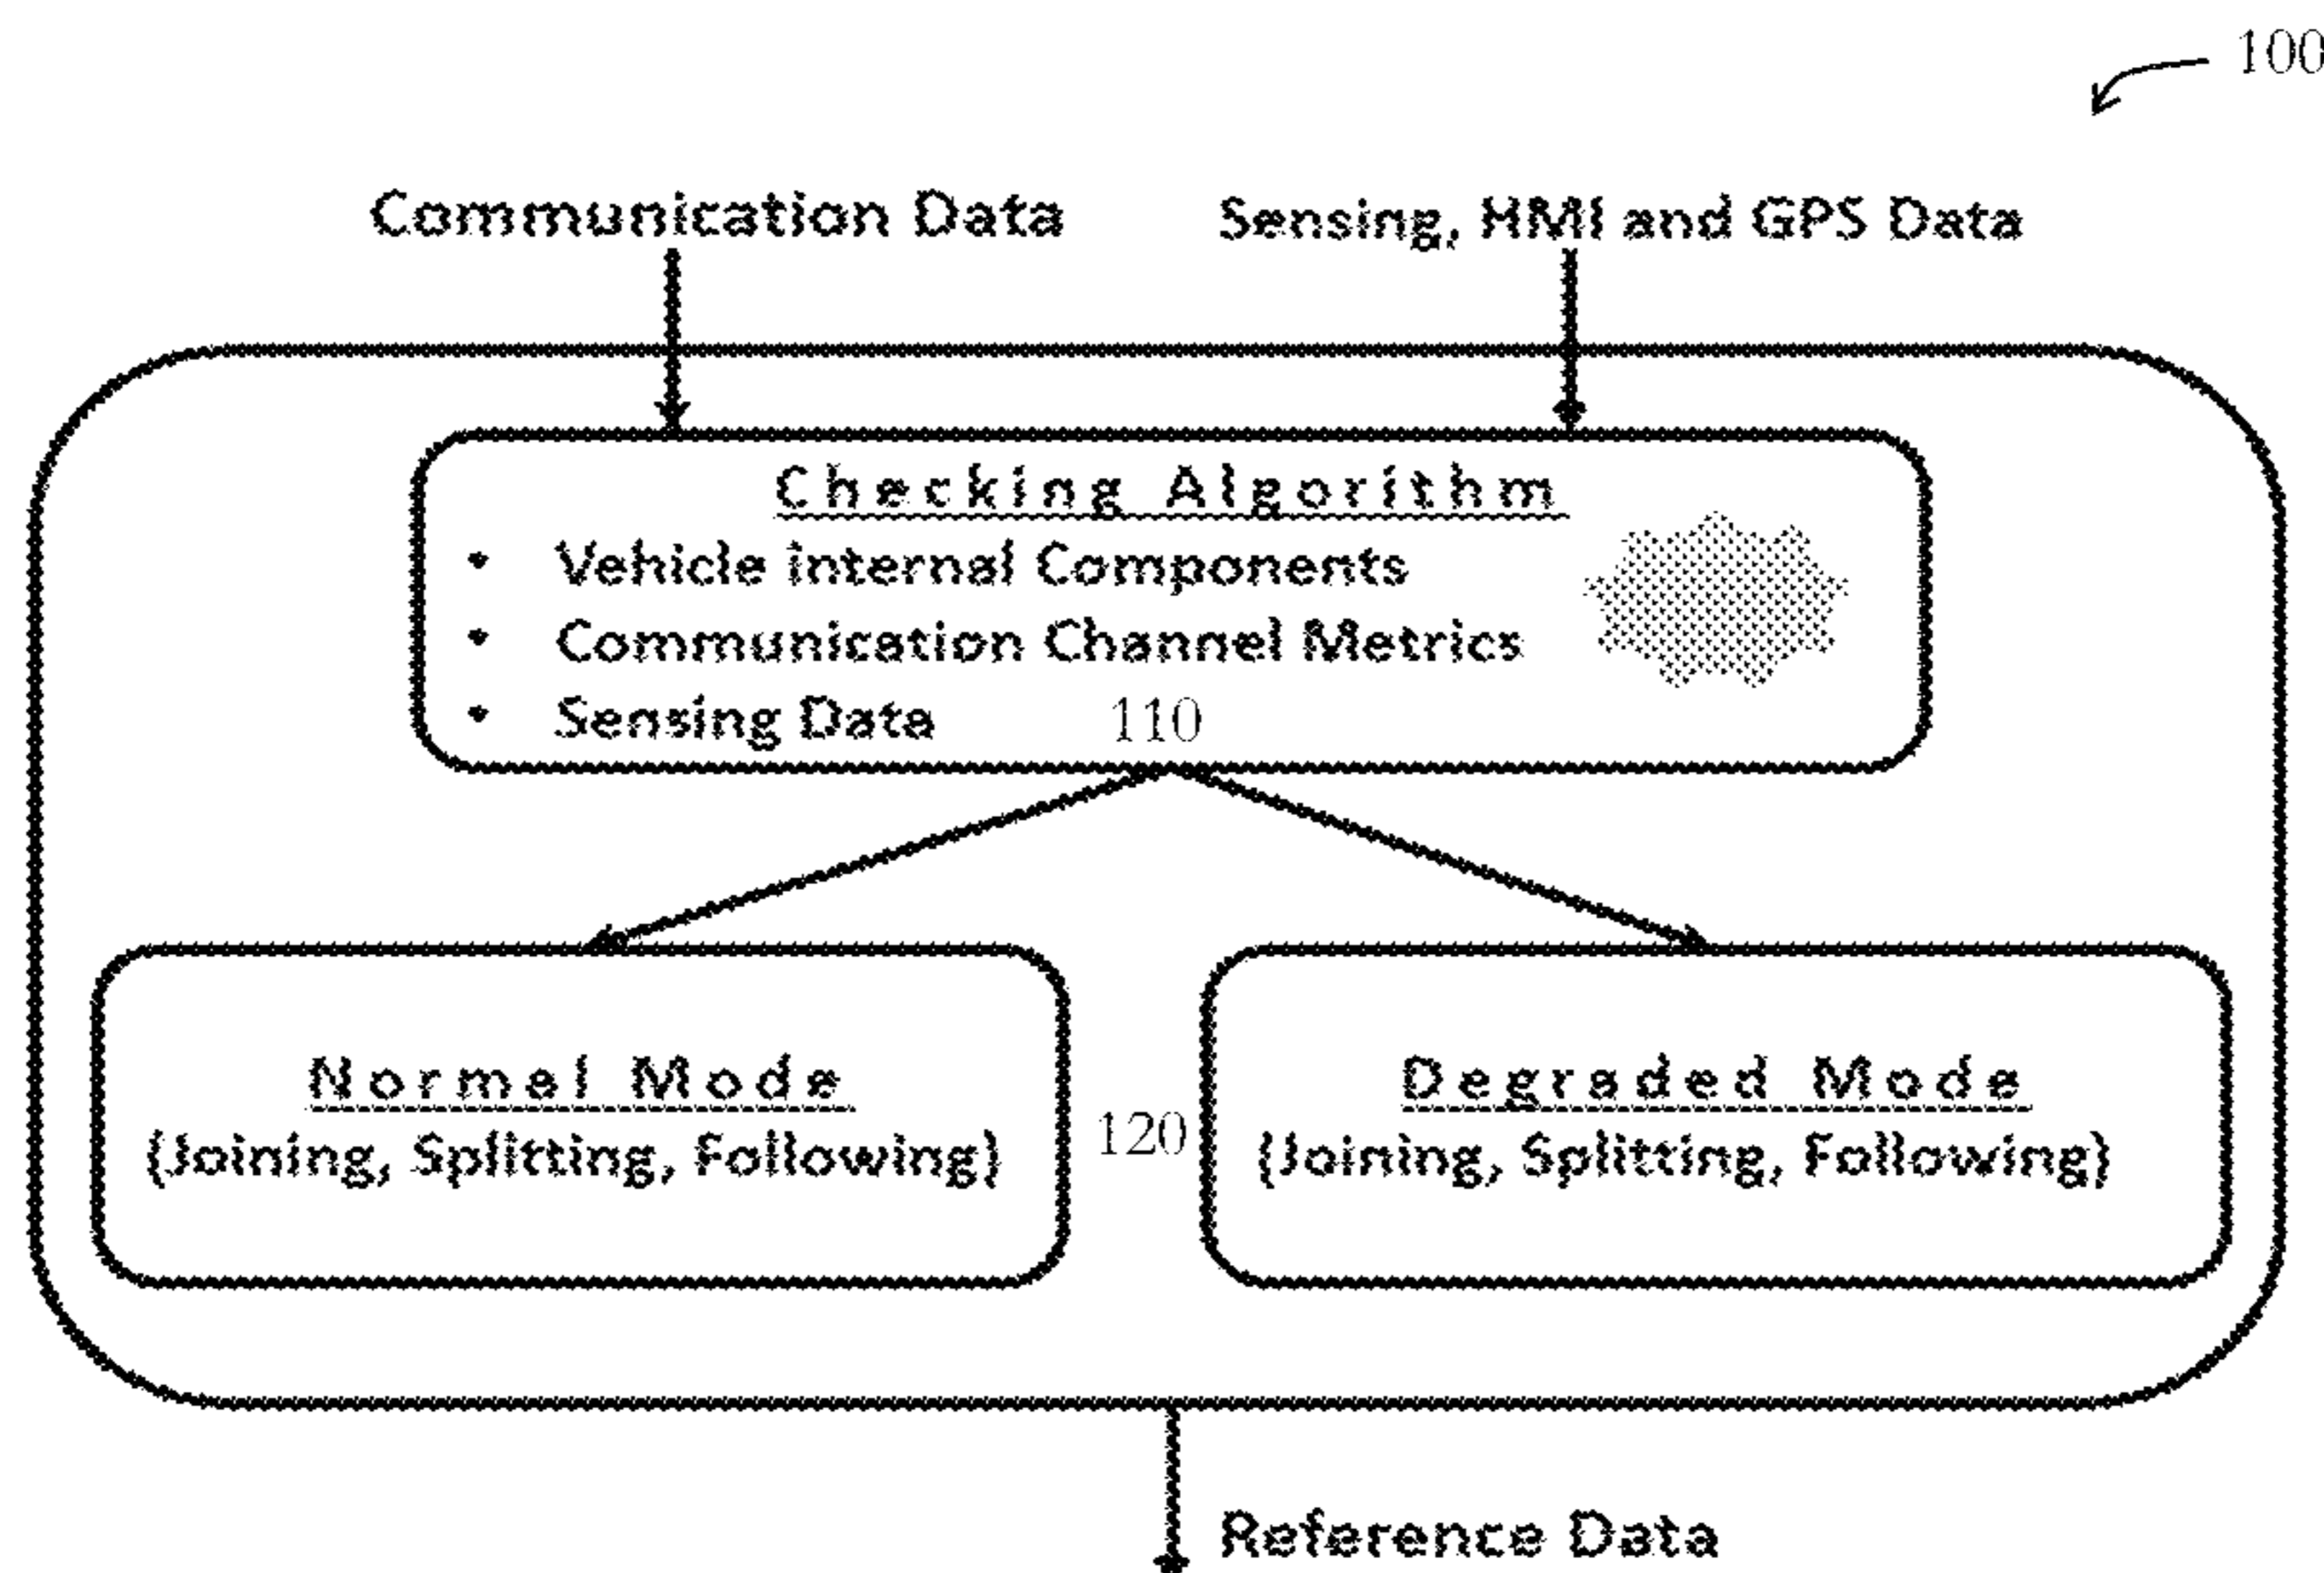 100
Communication Data
Sensing, HMI and GPS Data
Checking Algorithm
• Vehicle Internal Components
• Communication Channel Metrics
• Sensing Data
110
Normal Mode
(Joining, Splitting, Following)
120
Degraded Mode
(Joining, Splitting, Following)
Reference Data